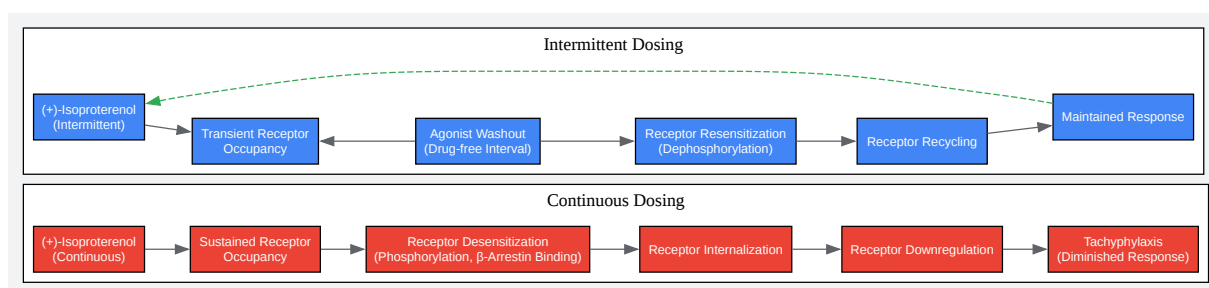 Intermittent Dosing
(+)-Isoproterenol
(Intermittent)
Transient Receptor
Occupancy
Agonist Washout
(Drug-free Interval)
Receptor Resensitization
(Dephosphorylation)
Receptor Recycling
Maintained Response
Continuous Dosing
(+)-Isoproterenol
(Continuous)
Sustained Receptor
Occupancy
Receptor Desensitization
(Phosphorylation, β-Arrestin Binding)
Receptor Internalization
Receptor Downregulation
Tachyphylaxis
(Diminished Response)